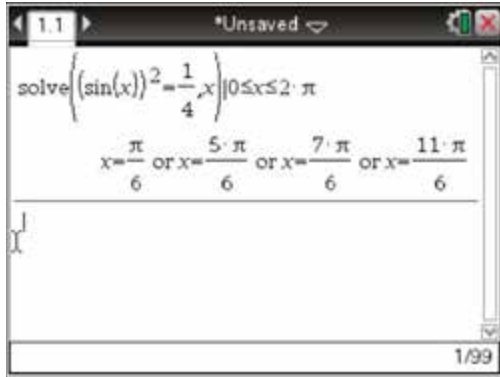 1.1 *Unsaved
solve((sin(x))²=1/4,x)|0≤x≤2·π
x=π/6 or x=5·π/6 or x=7·π/6 or x=11·π/6
1/99